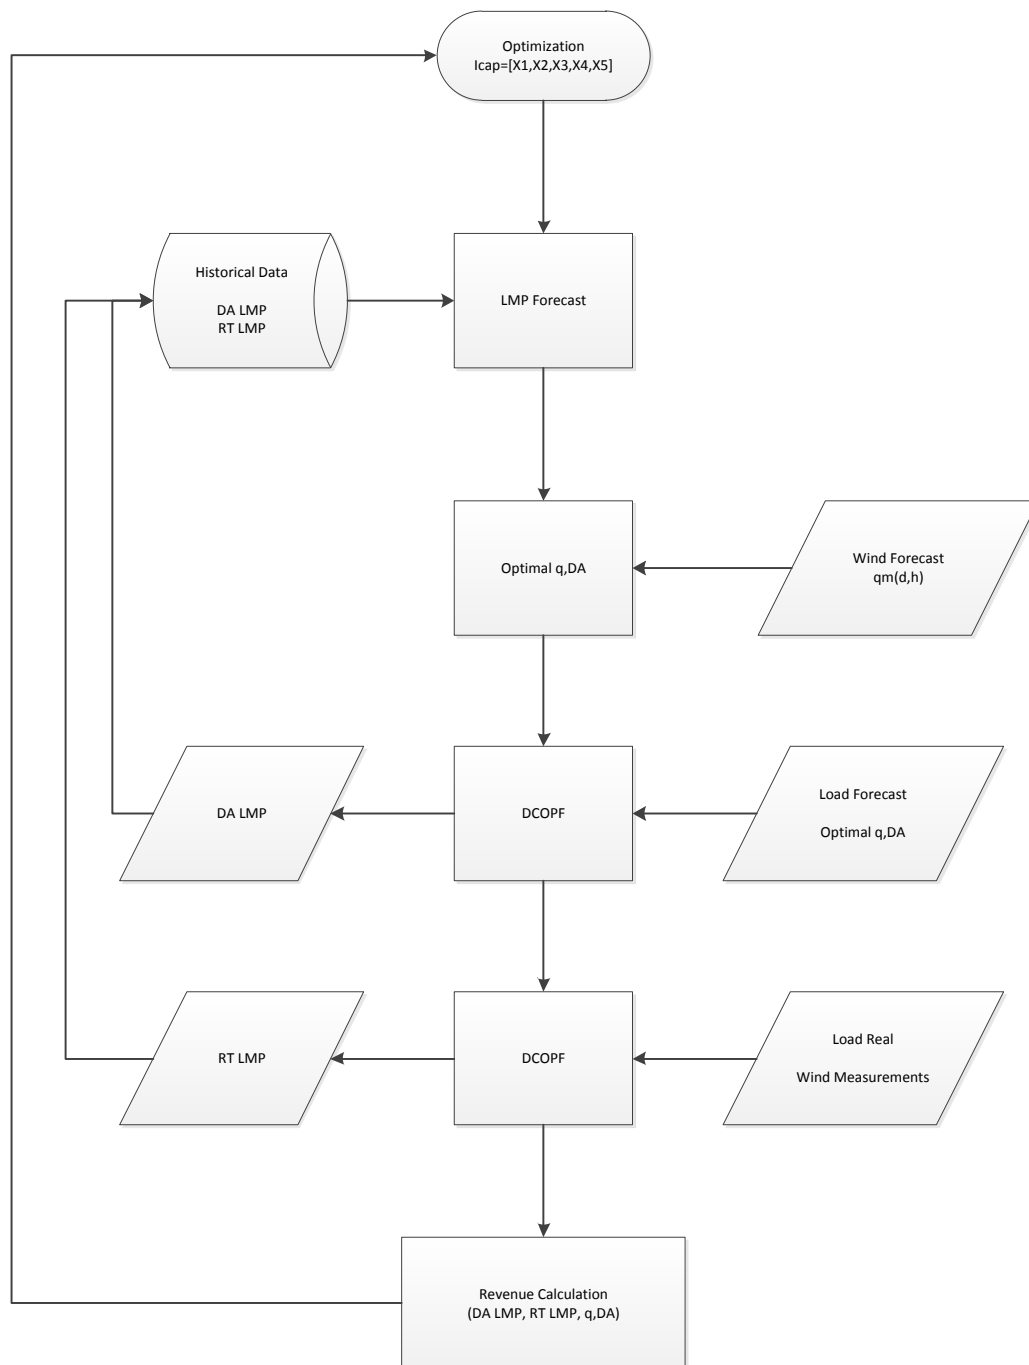 Optimization
Icap=[X1,X2,X3,X4,X5]
Historical Data
DA LMP
RT LMP
LMP Forecast
Optimal q,DA
Wind Forecast
qm(d,h)
DA LMP
DCOPF
Load Forecast
Optimal q,DA
RT LMP
DCOPF
Load Real
Wind Measurements
Revenue Calculation
(DA LMP, RT LMP, q,DA)